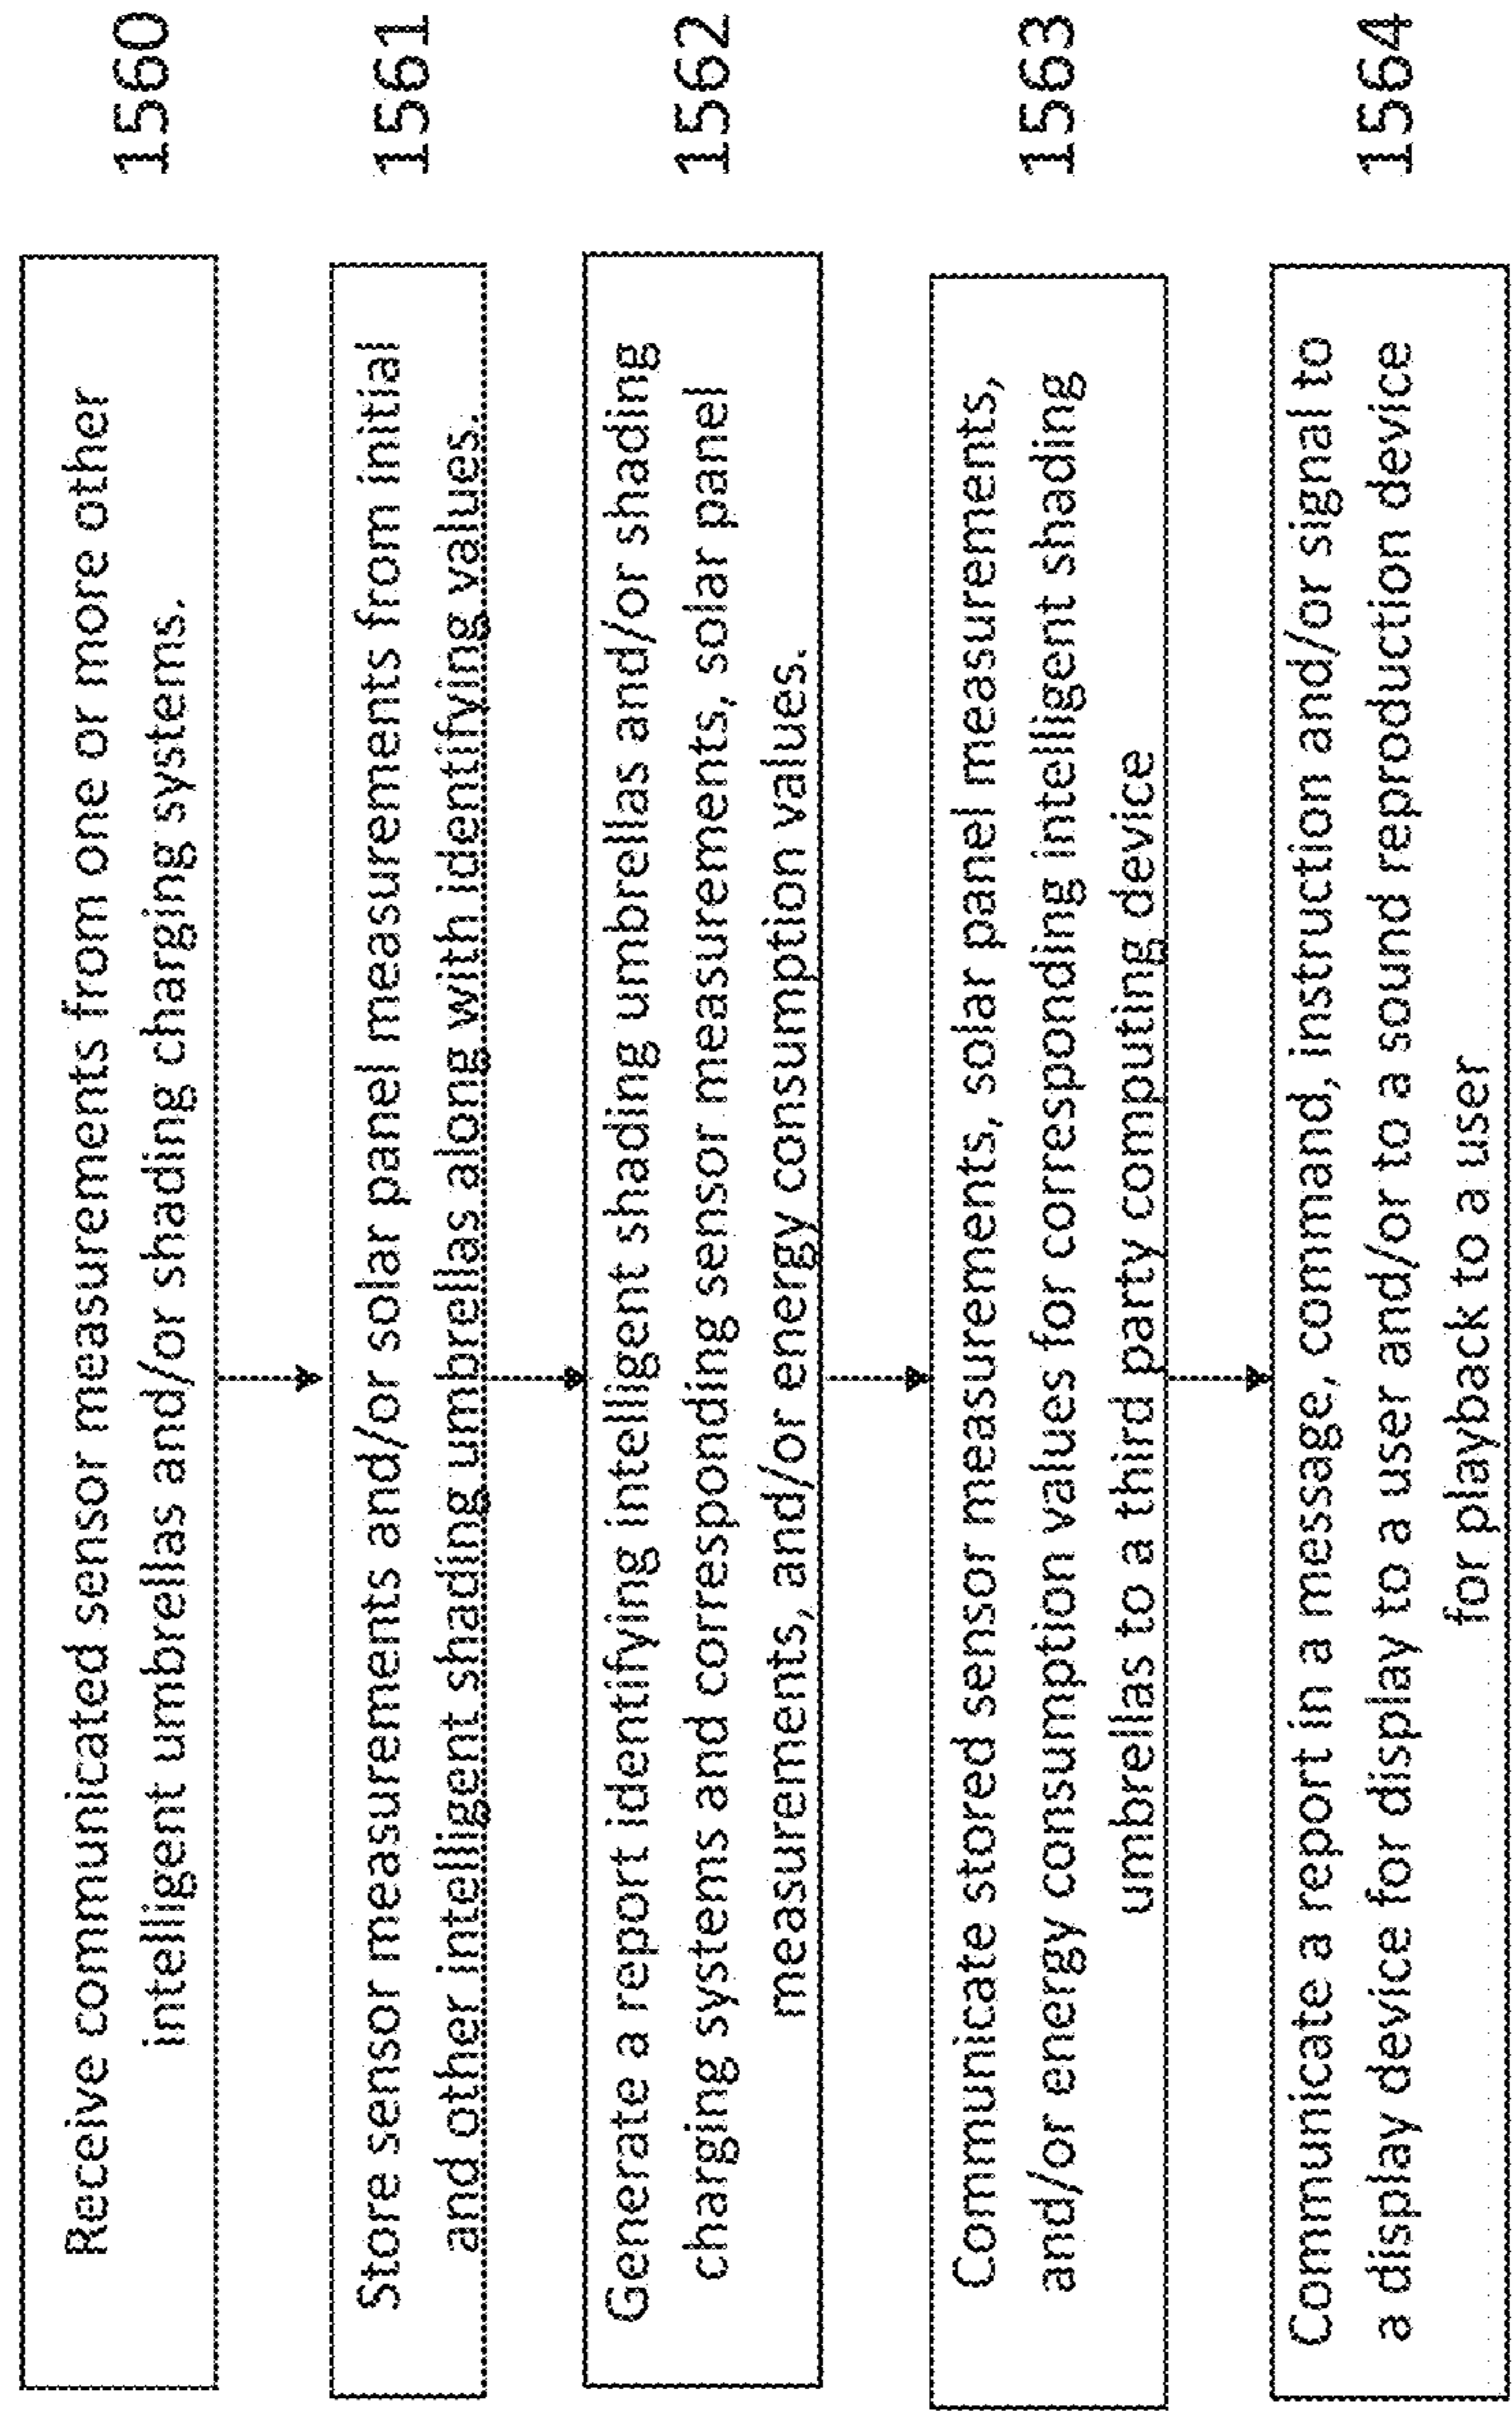 Receive communicated sensor measurements from one or more other
intelligent umbrellas and/or shading charging systems.
1560
Store sensor measurements and/or solar panel measurements from initial
and other intelligent shading umbrellas along with identifying values.
1561
Generate a report identifying intelligent shading umbrellas and/or shading
charging systems and corresponding sensor measurements, solar panel
measurements, and/or energy consumption values.
1562
Communicate stored sensor measurements, solar panel measurements,
and/or energy consumption values for corresponding intelligent shading
umbrellas to a third party computing device
1563
Communicate a report in a message, command, instruction and/or signal to
a display device for display to a user and/or to a sound reproduction device
for playback to a user
1564